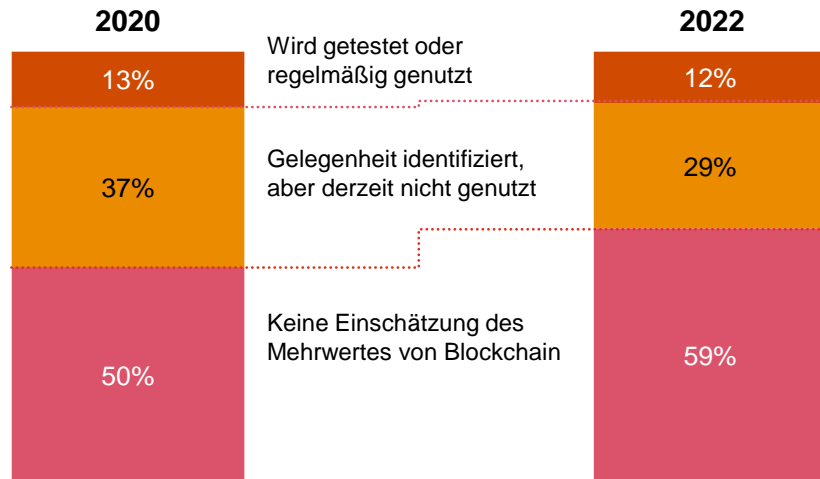 2020
2022
Wird getestet oder
regelmäßig genutzt
13%
12%
Gelegenheit identifiziert,
aber derzeit nicht genutzt
37%
29%
Keine Einschätzung des
Mehrwertes von Blockchain
50%
59%